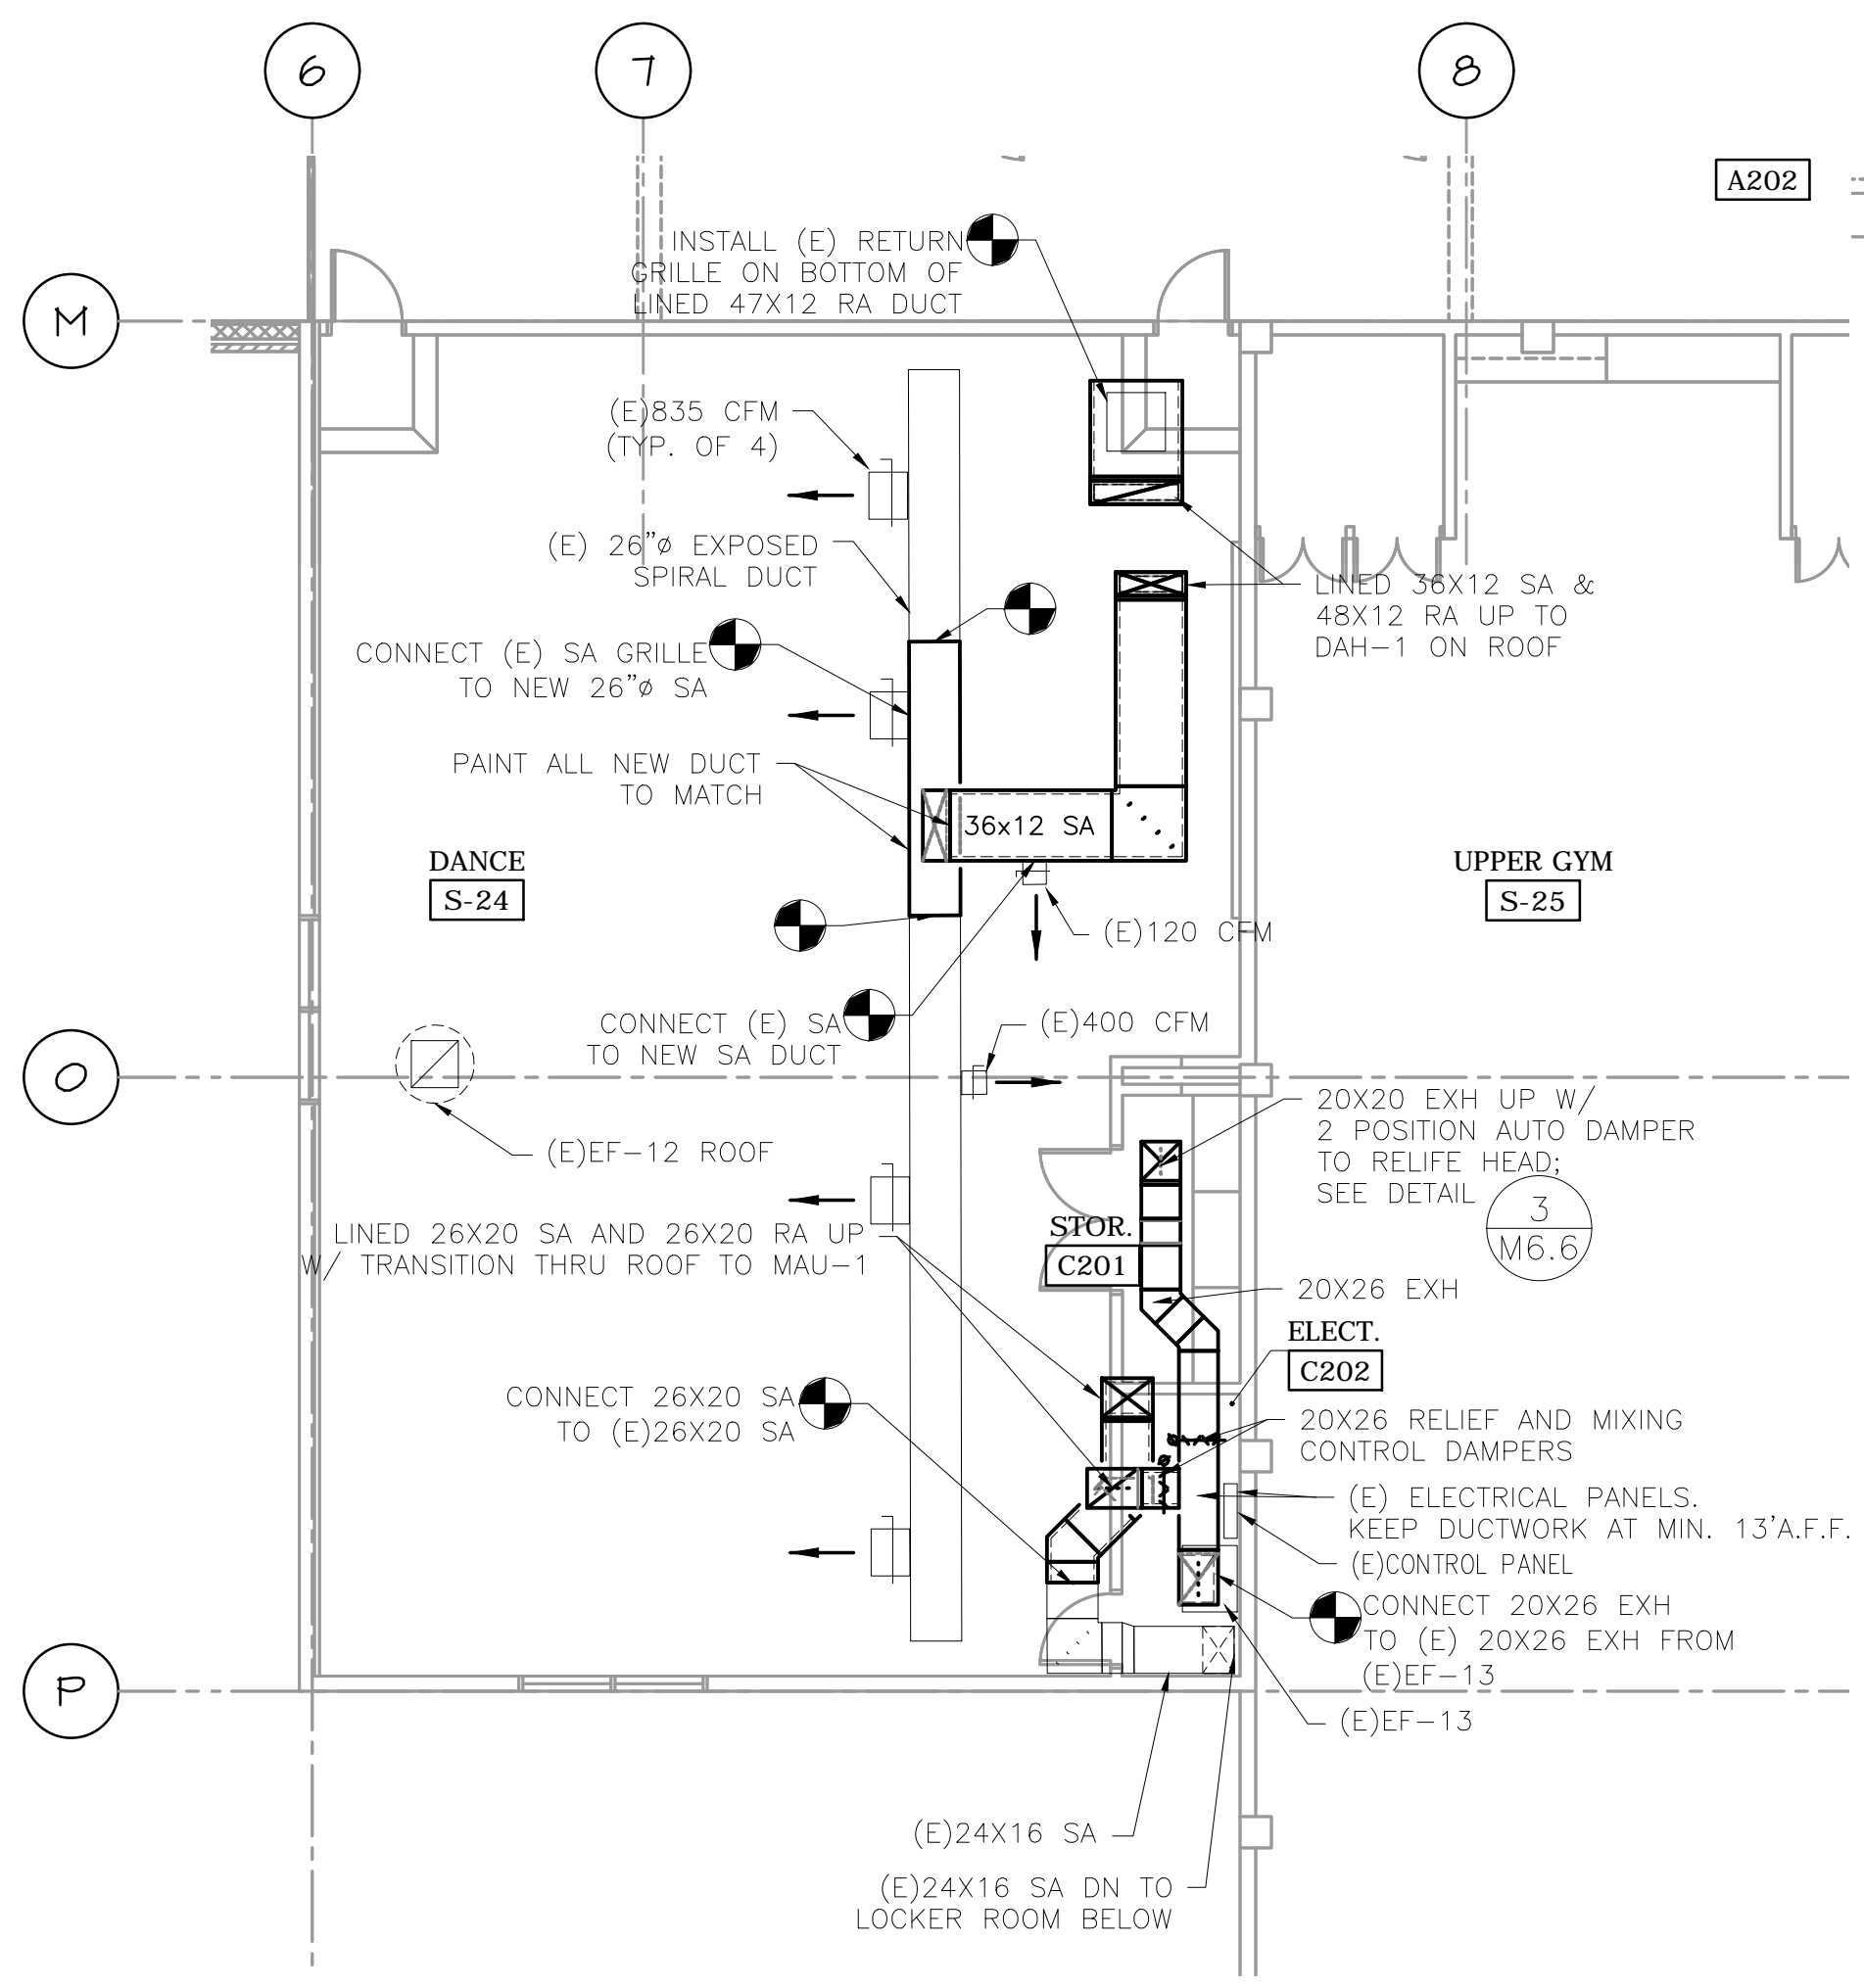 6
7
8
A202
M
INSTALL (E) RETURN
GRILLE ON BOTTOM OF
LINED 47X12 RA DUCT
(E)835 CFM
(TYP. OF 4)
(E) 26"ø EXPOSED
SPIRAL DUCT
LINED 36X12 SA &
48X12 RA UP TO
DAH-1 ON ROOF
CONNECT (E) SA GRILLE
TO NEW 26"ø SA
PAINT ALL NEW DUCT
TO MATCH
36x12 SA
DANCE
S-24
UPPER GYM
S-25
(E)120 CFM
CONNECT (E) SA
TO NEW SA DUCT
(E)400 CFM
O
20X20 EXH UP W/
2 POSITION AUTO DAMPER
TO RELIFE HEAD;
SEE DETAIL
3
M6.6
(E)EF-12 ROOF
LINED 26X20 SA AND 26X20 RA UP
W/ TRANSITION THRU ROOF TO MAU-1
STOR.
C201
20X26 EXH
ELECT.
C202
CONNECT 26X20 SA
TO (E)26X20 SA
20X26 RELIEF AND MIXING
CONTROL DAMPERS
(E) ELECTRICAL PANELS.
KEEP DUCTWORK AT MIN. 13'A.F.F.
(E)CONTROL PANEL
CONNECT 20X26 EXH
TO (E) 20X26 EXH FROM
(E)EF-13
P
(E)EF-13
(E)24X16 SA
(E)24X16 SA DN TO
LOCKER ROOM BELOW